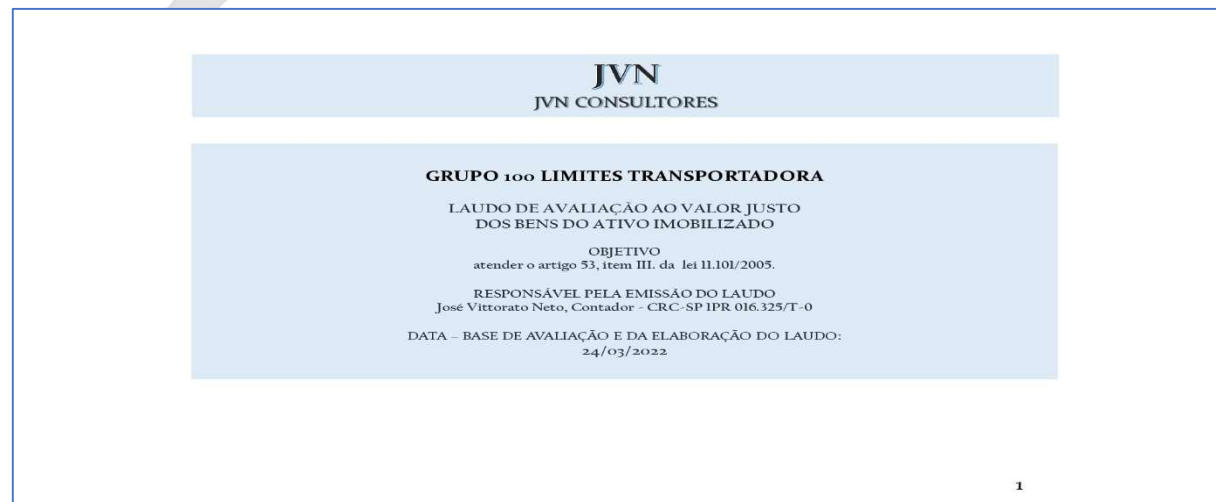 JVN
JVN CONSULTORES
GRUPO 100 LIMITES TRANSPORTADORA
LAUDO DE AVALIAÇÃO AO VALOR JUSTO
DOS BENS DO ATIVO IMOBILIZADO
OBJETIVO
atender o artigo 53, item III. da lei 11.101/2005.
RESPONSÁVEL PELA EMISSÃO DO LAUDO
José Vittorato Neto, Contador - CRC-SP 1PR 016.325/T-0
DATA – BASE DE AVALIAÇÃO E DA ELABORAÇÃO DO LAUDO:
24/03/2022
1